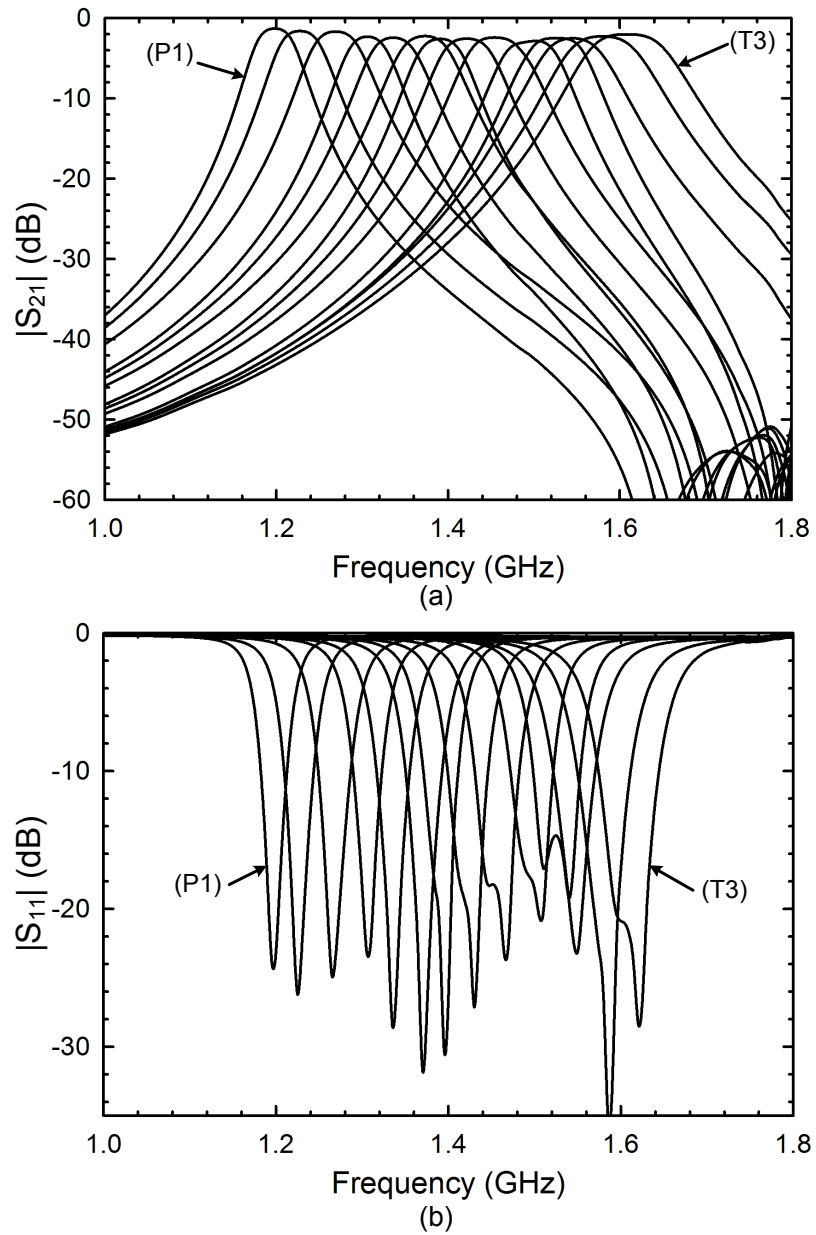 0
-10
-20
-30
-40
-50
-60
|S21| (dB)
(P1)
(T3)
1.0
1.2
1.4
1.6
1.8
Frequency (GHz)
(a)
0
-10
-20
-30
|S11| (dB)
(P1)
(T3)
1.0
1.2
1.4
1.6
1.8
Frequency (GHz)
(b)